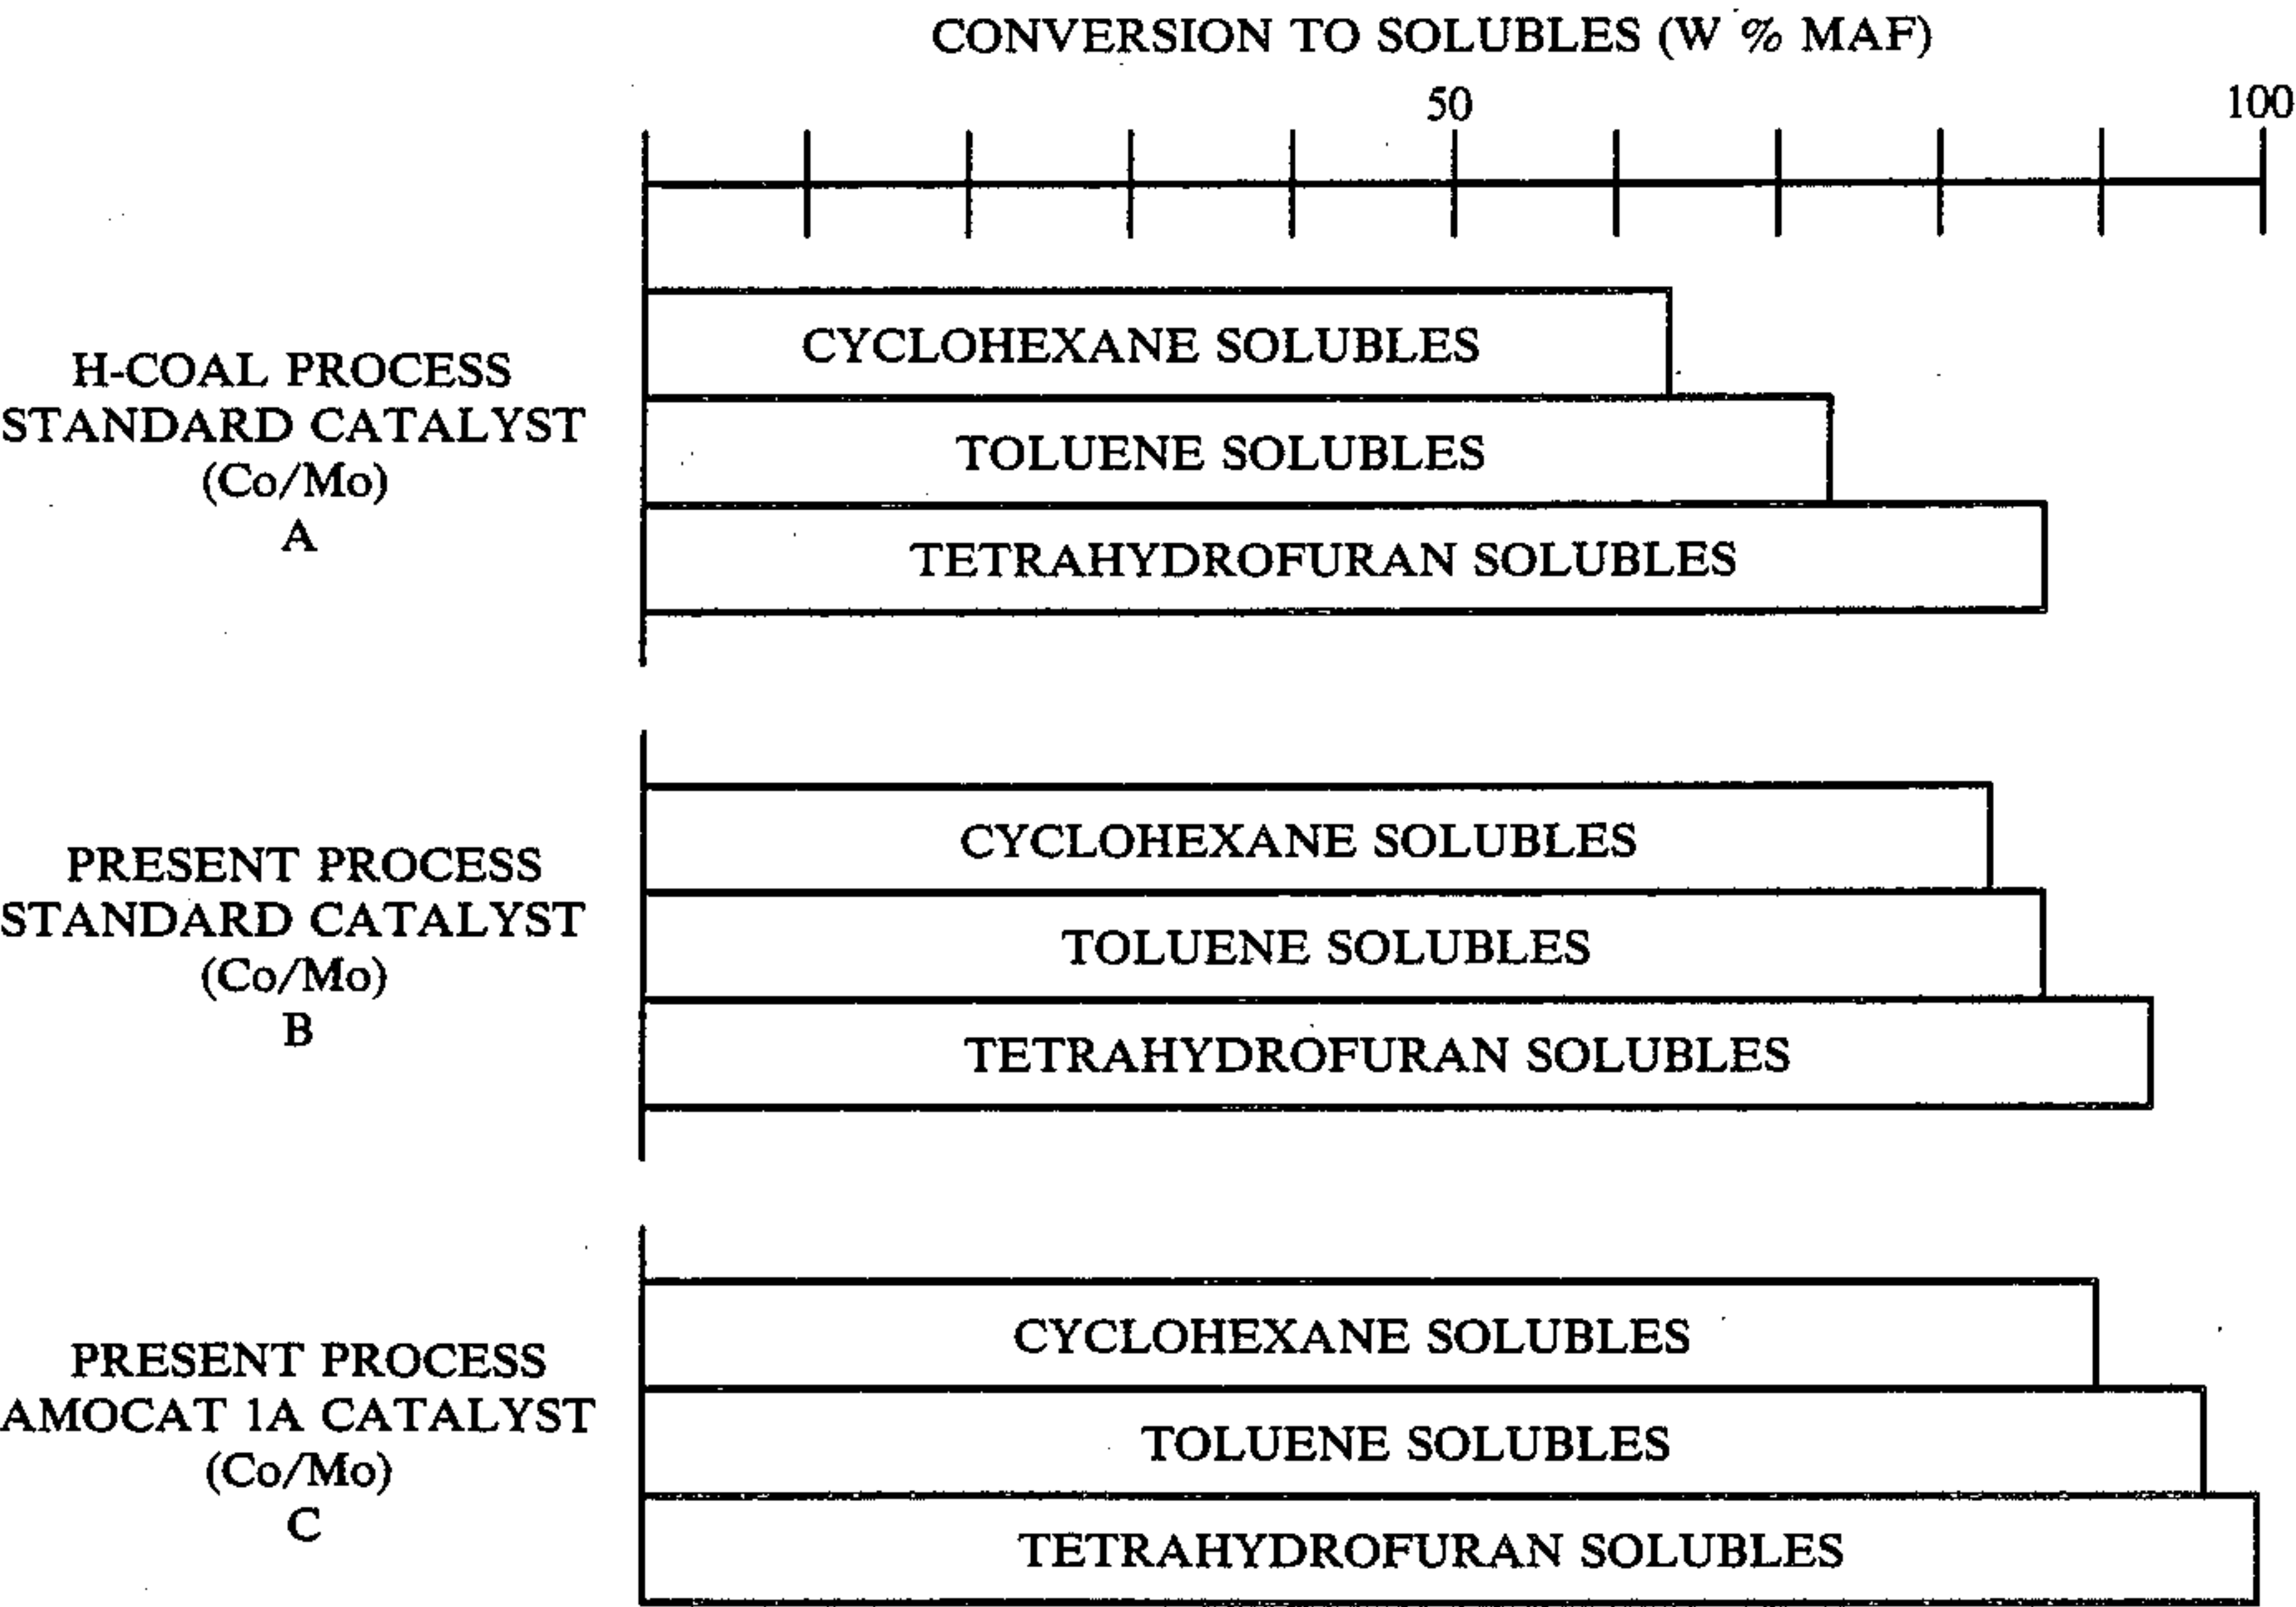 CONVERSION TO SOLUBLES (W % MAF)
50
100
H-COAL PROCESS
STANDARD CATALYST
(Co/Mo)
A
CYCLOHEXANE SOLUBLES
TOLUENE SOLUBLES
TETRAHYDROFURAN SOLUBLES
PRESENT PROCESS
STANDARD CATALYST
(Co/Mo)
B
CYCLOHEXANE SOLUBLES
TOLUENE SOLUBLES
TETRAHYDROFURAN SOLUBLES
PRESENT PROCESS
AMOCAT 1A CATALYST
(Co/Mo)
C
CYCLOHEXANE SOLUBLES
TOLUENE SOLUBLES
TETRAHYDROFURAN SOLUBLES